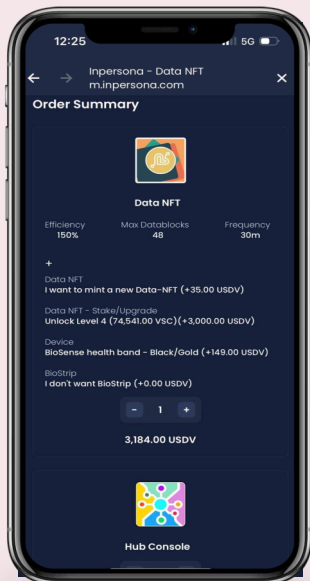 12:25
5G
Inpersona - Data NFT
m.inpersona.com
Order Summary
Data NFT
Efficiency Max Datablocks Frequency
150% 48 30m
+
Data NFT
I want to mint a new Data-NFT (+35.00 USDV)
Data NFT - Stake/Upgrade
Unlock Level 4 (74,541.00 VSC)(+3,000.00 USDV)
Device
BioSense health band - Black/Gold (+149.00 USDV)
BioStrip
I don't want BioStrip (+0.00 USDV)
- 1 +
3,184.00 USDV
Hub Console